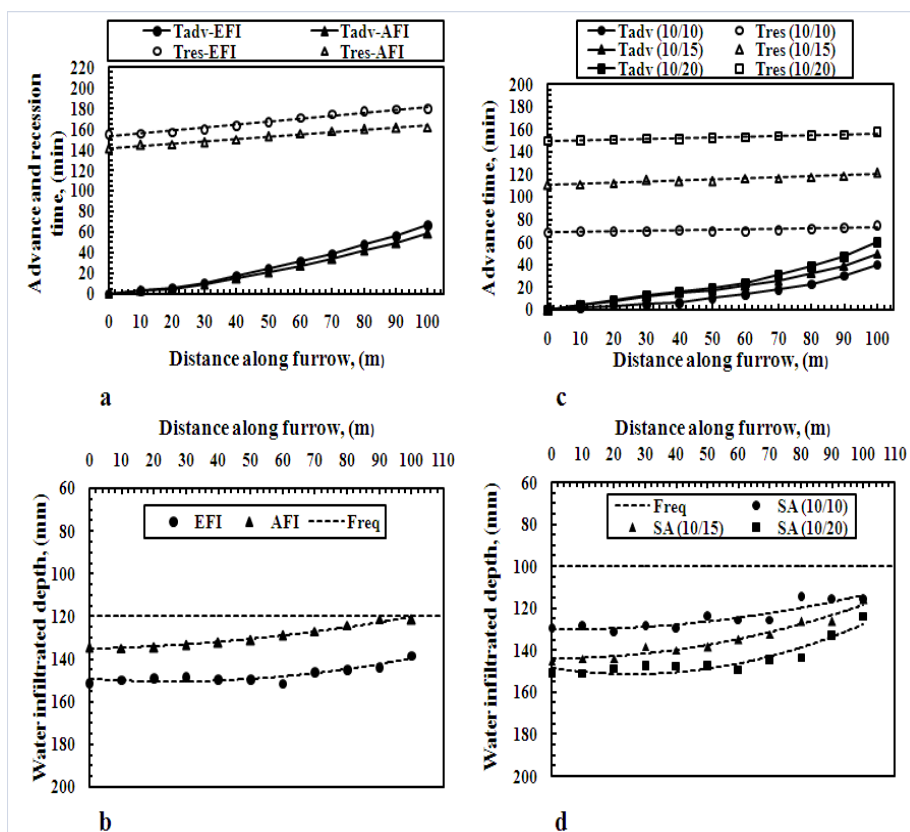 Tadv-EFI Tadv-AFI
Tres-EFI Tres-AFI
220
200
180
160
140
120
100
80
60
40
20
0
Advance and recession
time, (min)
0 10 20 30 40 50 60 70 80 90 100
Distance along furrow, (m)
a
Tadv (10/10) Tres (10/10)
Tadv (10/15) Tres (10/15)
Tadv (10/20) Tres (10/20)
200
180
160
140
120
100
80
60
40
20
0
Advance time, (min)
0 10 20 30 40 50 60 70 80 90 100
Distance along furrow, (m)
c
Distance along furrow, (m)
0 10 20 30 40 50 60 70 80 90 100 110
60
80
100
120
140
160
180
200
Water infiltrated depth, (mm)
EFI AFI Freq
b
Distance along furrow, (m)
0 10 20 30 40 50 60 70 80 90 100 110
60
80
100
120
140
160
180
200
Water infiltrated depth, (mm)
Freq SA (10/10)
SA (10/15) SA (10/20)
d